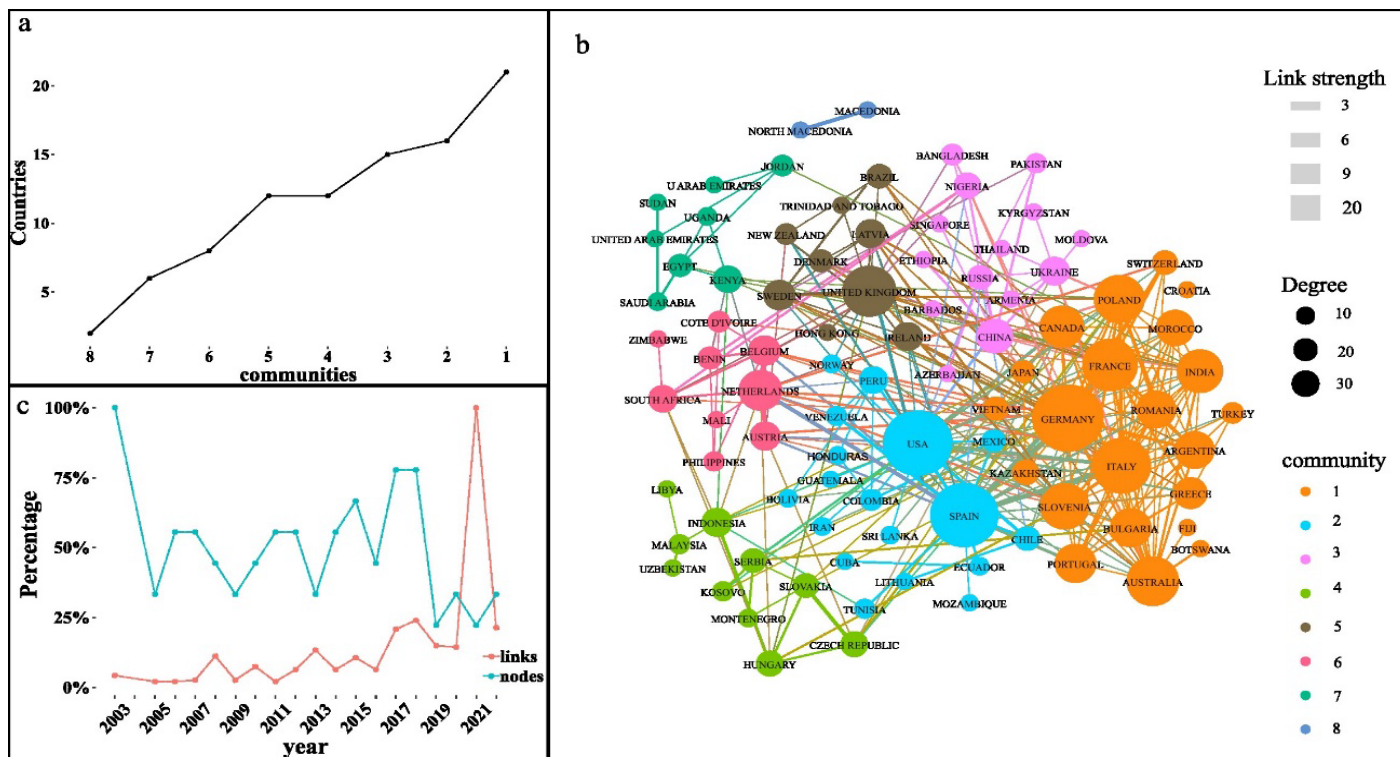 a
Countries
20
15
10
5
8 7 6 5 4 3 2 1
communities
c
Percentage
100%
75%
50%
25%
0%
links
nodes
2003 2005 2007 2009 2011 2013 2015 2017 2019 2021
year
b
MACEDONIA
NORTH MACEDONIA
BANGLADESH
PAKISTAN
JORDAN
BRAZIL
NIGERIA
U ARAB EMIRATES
SUDAN
TRINIDAD AND TOBAGO
KYRGYZSTAN
UGANDA
SINGAPORE
NEW ZEALAND
LATVIA
UNITED ARAB EMIRATES
MOLDOVA
THAILAND
DENMARK
ETHIOPIA
SWITZERLAND
EGYPT
RUSSIA
UKRAINE
KENYA
UNITED KINGDOM
CROATIA
SWEDEN
POLAND
SAUDI ARABIA
ARMENIA
BARBADOS
COTE D'IVOIRE
CANADA
MOROCCO
HONG KONG
IRELAND
CHINA
ZIMBABWE
BELGIUM
BENIN
NORWAY
FRANCE
INDIA
AZERBADAN
JAPAN
PERU
NETHERLANDS
SOUTH AFRICA
VIETNAM
ROMANIA
TURKEY
VENEZUELA
GERMANY
MALI
AUSTRIA
USA
MEXICO
ARGENTINA
HONDURAS
PHILIPPINES
ITALY
KAZAKHSTAN
GUATEMALA
LIBYA
GREECE
BOLIVIA
COLOMBIA
SLOVENIA
SPAIN
INDONESIA
IRAN
BULGARIA
FIJI
SRI LANKA
CHILE
MALAYSIA
BOTSWANA
SERBIA
CUBA
PORTUGAL
UZBEKISTAN
ECUADOR
LITHUANIA
AUSTRALIA
SLOVAKIA
KOSOVO
MOZAMBIQUE
TUNISIA
MONTENEGRO
CZECH REPUBLIC
HUNGARY
Link strength
3
6
9
20
Degree
10
20
30
community
1
2
3
4
5
6
7
8